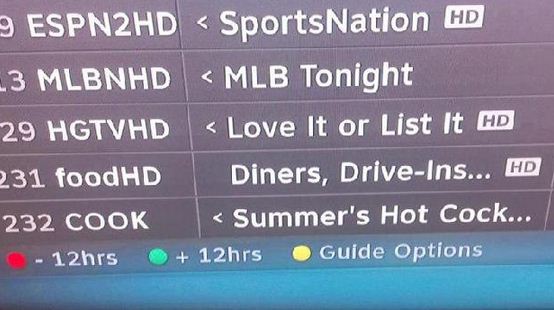 9 ESPN2HD < SportsNation HD
13 MLBNHD < MLB Tonight
29 HGTVHD < Love It or List It HD
231 foodHD Diners, Drive-Ins... HD
232 COOK < Summer's Hot Cock...
- 12hrs + 12hrs Guide Options